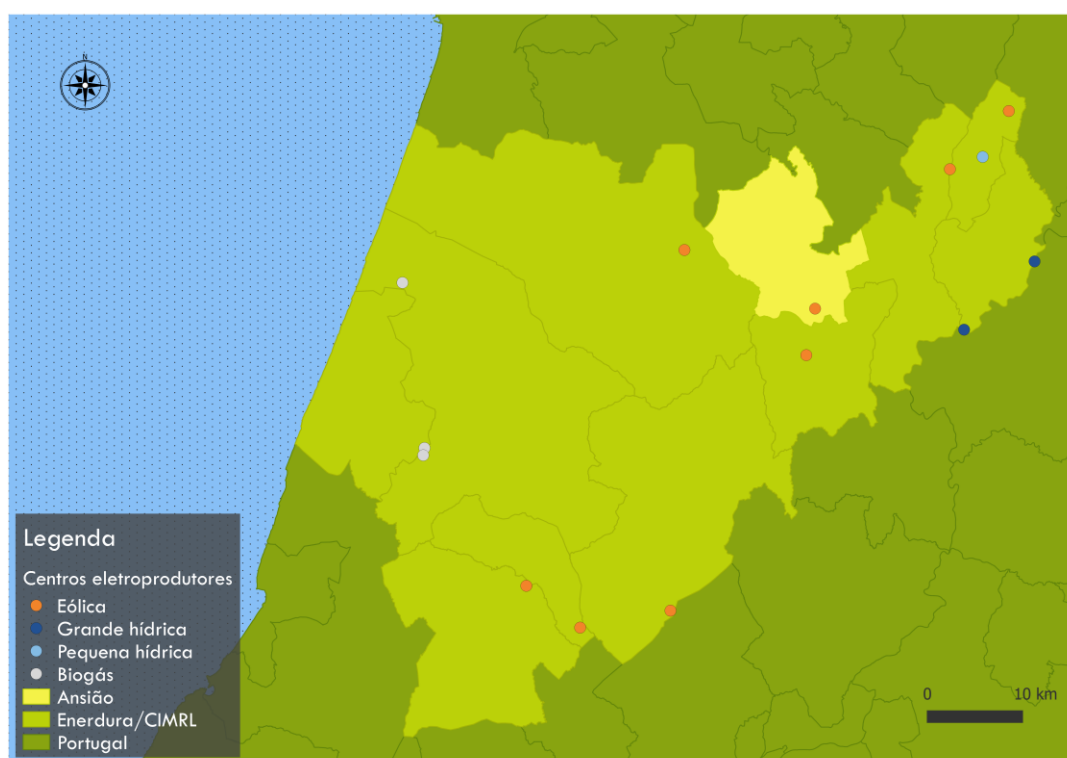 N
Legenda
Centros eletroprodutores
Eólica
Grande hídrica
Pequena hídrica
Biogás
Ansião
Enerdura/CIMRL
Portugal
0 10 km